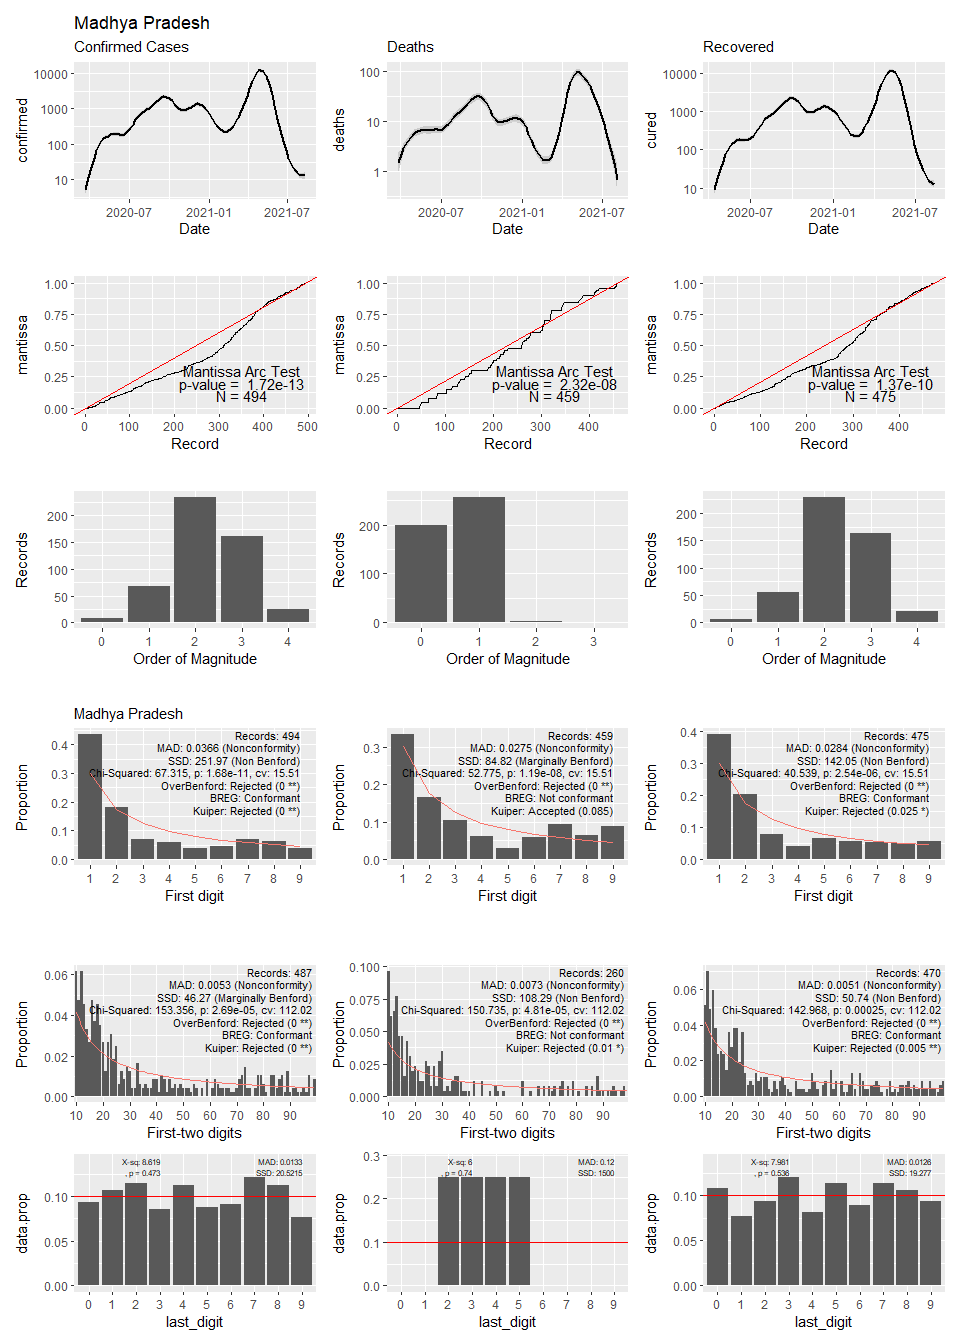 Madhya Pradesh
Confirmed Cases
Deaths
Recovered
confirmed
10000
1000
100
10
2020-07
2021-01
2021-07
Date
deaths
100
10
1
2020-07
2021-01
2021-07
Date
cured
10000
1000
100
10
2020-07
2021-01
2021-07
Date
mantissa
1.00
0.75
0.50
0.25
0.00
Mantissa Arc Test
p-value = 1.72e-13
N = 494
0 100 200 300 400 500
Record
mantissa
1.00
0.75
0.50
0.25
0.00
Mantissa Arc Test
p-value = 2.32e-08
N = 459
0 100 200 300 400
Record
mantissa
1.00
0.75
0.50
0.25
0.00
Mantissa Arc Test
p-value = 1.37e-10
N = 475
0 100 200 300 400
Record
Records
200
150
100
50
0
0 1 2 3 4
Order of Magnitude
Records
200
100
0
0 1 2 3
Order of Magnitude
Records
200
150
100
50
0
0 1 2 3 4
Order of Magnitude
Madhya Pradesh
Proportion
0.4
0.3
0.2
0.1
0.0
Records: 494
MAD: 0.0366 (Nonconformity)
SSD: 251.97 (Non Benford)
Chi-Squared: 67.315, p: 1.68e-11, cv: 15.51
OverBenford: Rejected (0 **)
BREG: Conformant
Kuiper: Rejected (0 **)
1 2 3 4 5 6 7 8 9
First digit
Proportion
0.3
0.2
0.1
0.0
Records: 459
MAD: 0.0275 (Nonconformity)
SSD: 84.82 (Marginally Benford)
Chi-Squared: 52.775, p: 1.19e-08, cv: 15.51
OverBenford: Rejected (0 **)
BREG: Not conformant
Kuiper: Accepted (0.085)
1 2 3 4 5 6 7 8 9
First digit
Proportion
0.4
0.3
0.2
0.1
0.0
Records: 475
MAD: 0.0284 (Nonconformity)
SSD: 142.05 (Non Benford)
Chi-Squared: 40.539, p: 2.54e-06, cv: 15.51
OverBenford: Rejected (0 **)
BREG: Conformant
Kuiper: Rejected (0.025 *)
1 2 3 4 5 6 7 8 9
First digit
Proportion
0.06
0.04
0.02
0.00
Records: 487
MAD: 0.0053 (Nonconformity)
SSD: 46.27 (Marginally Benford)
Chi-Squared: 153.356, p: 2.69e-05, cv: 112.02
OverBenford: Rejected (0 **)
BREG: Conformant
Kuiper: Rejected (0 **)
10 20 30 40 50 60 70 80 90
First-two digits
Proportion
0.100
0.075
0.050
0.025
0.000
Records: 260
MAD: 0.0073 (Nonconformity)
SSD: 108.29 (Non Benford)
Chi-Squared: 150.735, p: 4.81e-05, cv: 112.02
OverBenford: Rejected (0 **)
BREG: Not conformant
Kuiper: Rejected (0.01 *)
10 20 30 40 50 60 70 80 90
First-two digits
Proportion
0.06
0.04
0.02
0.00
Records: 470
MAD: 0.0051 (Nonconformity)
SSD: 50.74 (Non Benford)
Chi-Squared: 142.968, p: 0.00025, cv: 112.02
OverBenford: Rejected (0 **)
BREG: Conformant
Kuiper: Rejected (0.005 **)
10 20 30 40 50 60 70 80 90
First-two digits
data.prop
0.10
0.05
0.00
X-sq: 8.619
, p = 0.473
MAD: 0.0133
SSD: 20.5215
0 1 2 3 4 5 6 7 8 9
last_digit
data.prop
0.3
0.2
0.1
0.0
X-sq: 6
, p = 0.74
MAD: 0.12
SSD: 1500
0 1 2 3 4 5 6 7 8 9
last_digit
data.prop
0.10
0.05
0.00
X-sq: 7.981
, p = 0.536
MAD: 0.0126
SSD: 19.277
0 1 2 3 4 5 6 7 8 9
last_digit